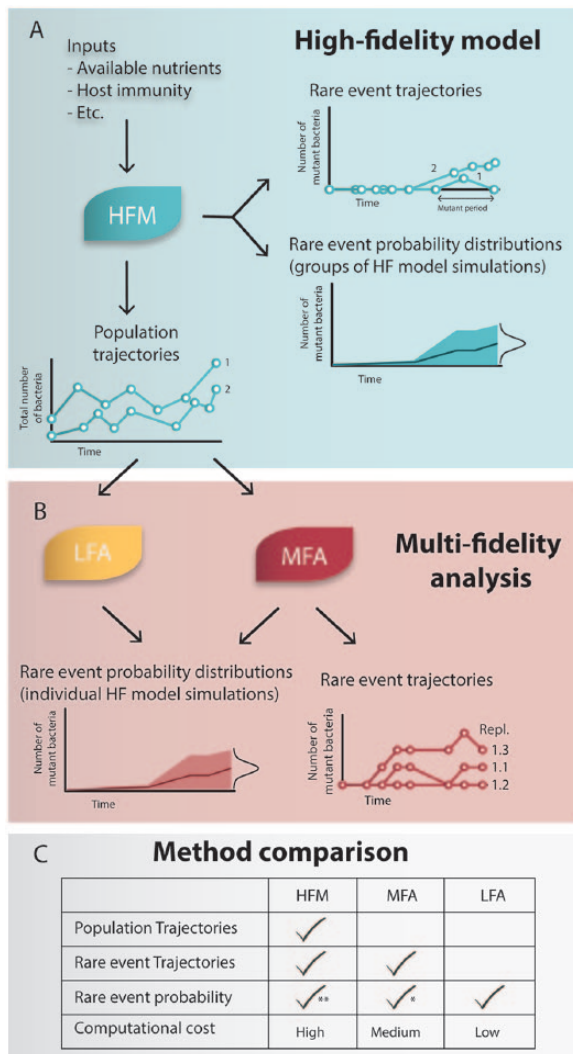 A
High-fidelity model
Inputs
- Available nutrients
- Host immunity
- Etc.
HFM
Rare event trajectories
Number of
mutant bacteria
2
1
Time
Mutant period
Rare event probability distributions
(groups of HF model simulations)
Number of
mutant bacteria
Time
Population
trajectories
Total number
of bacteria
1
2
Time
B
Multi-fidelity
analysis
LFA
MFA
Rare event probability distributions
(individual HF model simulations)
Number of
mutant bacteria
Time
Rare event trajectories
Number of
mutant bacteria
Repl.
1.3
1.1
1.2
Time
C
Method comparison
HFM MFA LFA
Population Trajectories ✓
Rare event Trajectories ✓ ✓
Rare event probability ✓** ✓* ✓
Computational cost High Medium Low